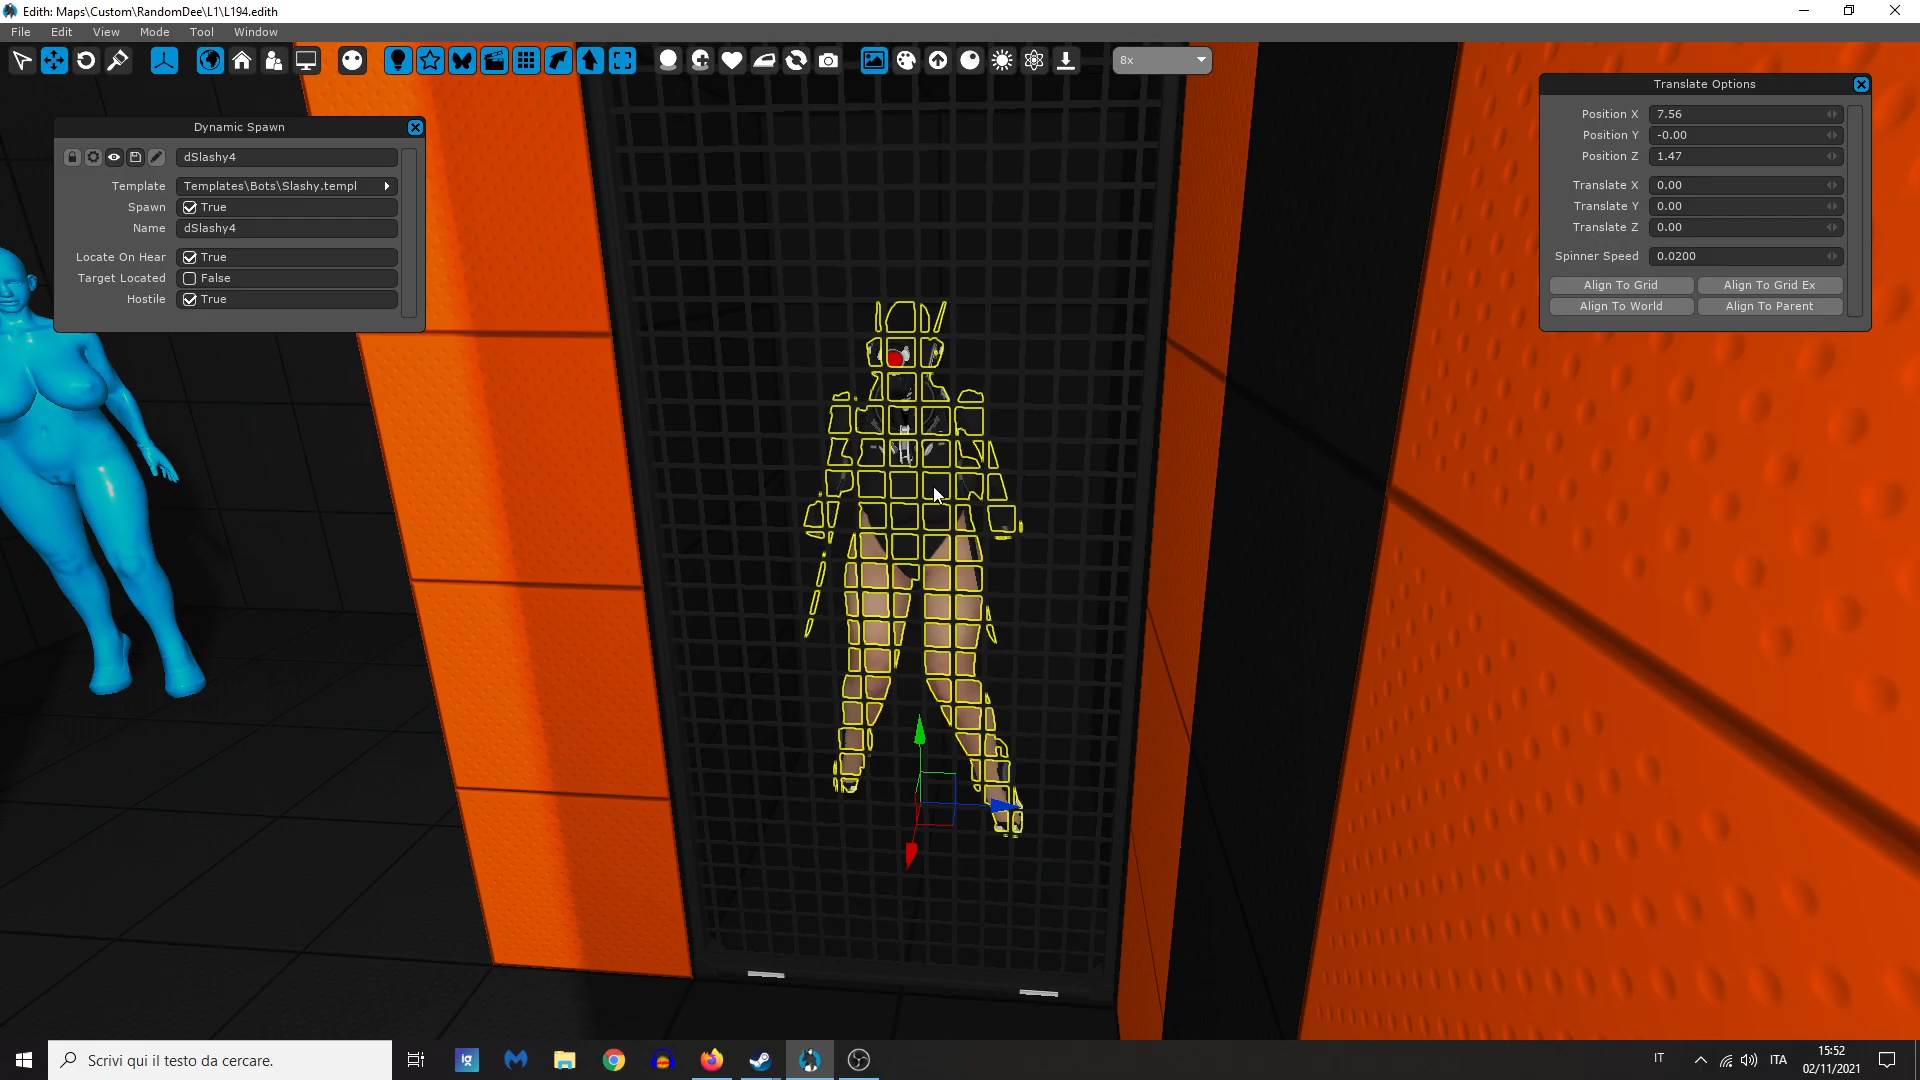 Edith: Maps\Custom\RandomDee\L1\L194.edith
File Edit View Mode Tool Window
8x
Dynamic Spawn
dSlashy4
Template Templates\Bots\Slashy.templ
Spawn True
Name dSlashy4
Locate On Hear True
Target Located False
Hostile True
Translate Options
Position X 7.56
Position Y -0.00
Position Z 1.47
Translate X 0.00
Translate Y 0.00
Translate Z 0.00
Spinner Speed 0.0200
Align To Grid Align To Grid Ex
Align To World Align To Parent
Scrivi qui il testo da cercare.
IT
ITA
15:52
02/11/2021